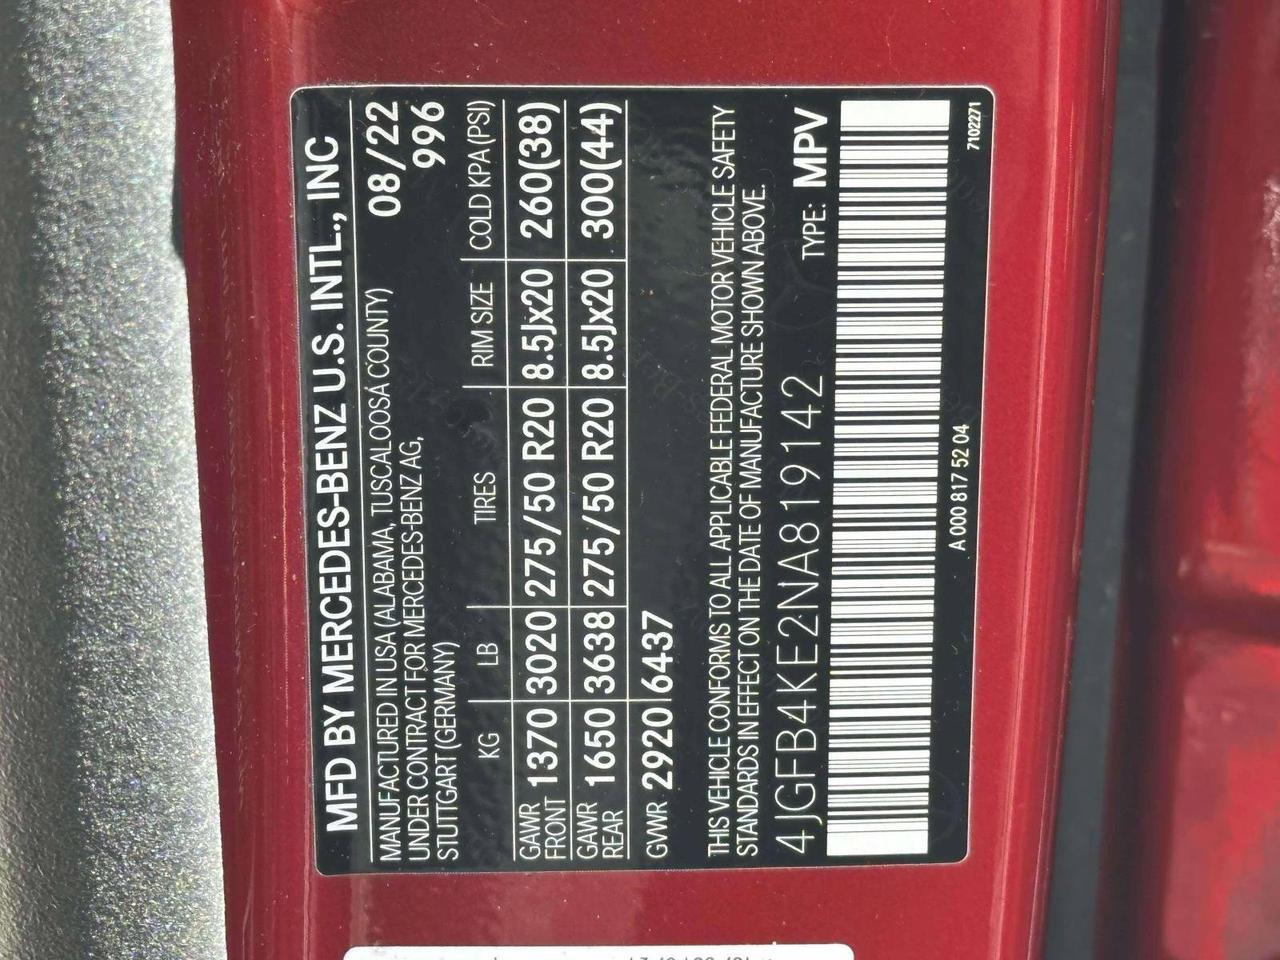 MFD BY MERCEDES-BENZ U.S. INTL., INC
MANUFACTURED IN USA (ALABAMA, TUSCALOOSA COUNTY) 08/22
UNDER CONTRACT FOR MERCEDES-BENZ AG, 996
STUTTGART (GERMANY)
KG LB TIRES RIM SIZE COLD KPA(PSI)
GAWR
FRONT 1370 3020 275/50 R20 8.5Jx20 260(38)
GAWR
REAR 1650 3638 275/50 R20 8.5Jx20 300(44)
GVWR 2920 6437
THIS VEHICLE CONFORMS TO ALL APPLICABLE FEDERAL MOTOR VEHICLE SAFETY
STANDARDS IN EFFECT ON THE DATE OF MANUFACTURE SHOWN ABOVE.
4JGFB4KE2NA819142 TYPE: MPV
A 000 817 52 04
7102271